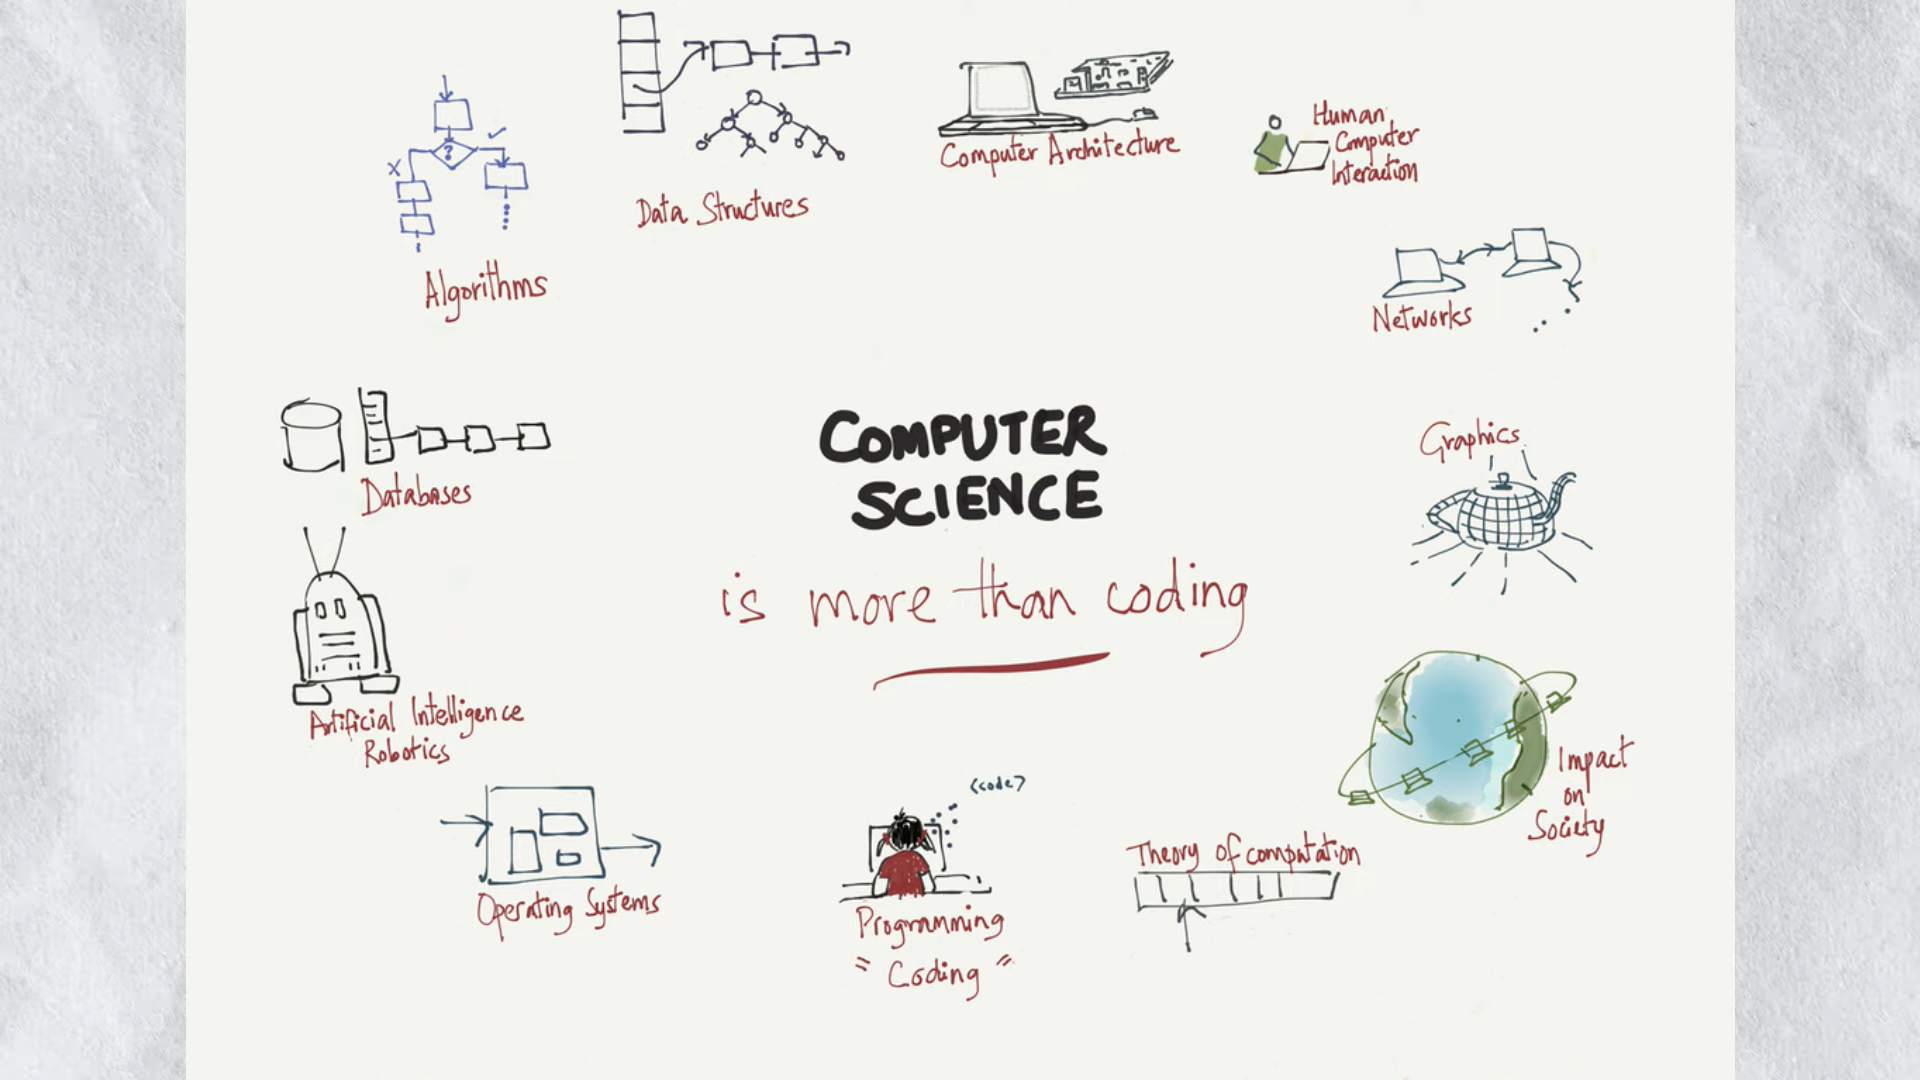 Computer Architecture
Human
Computer
Interaction
x
?
Data Structures
Algorithms
Networks
COMPUTER
SCIENCE
is more than coding
Graphics
Databases
Artificial Intelligence
Robotics
Impact
on
Society
<code>
Theory of computation
Operating Systems
Programming
" Coding "